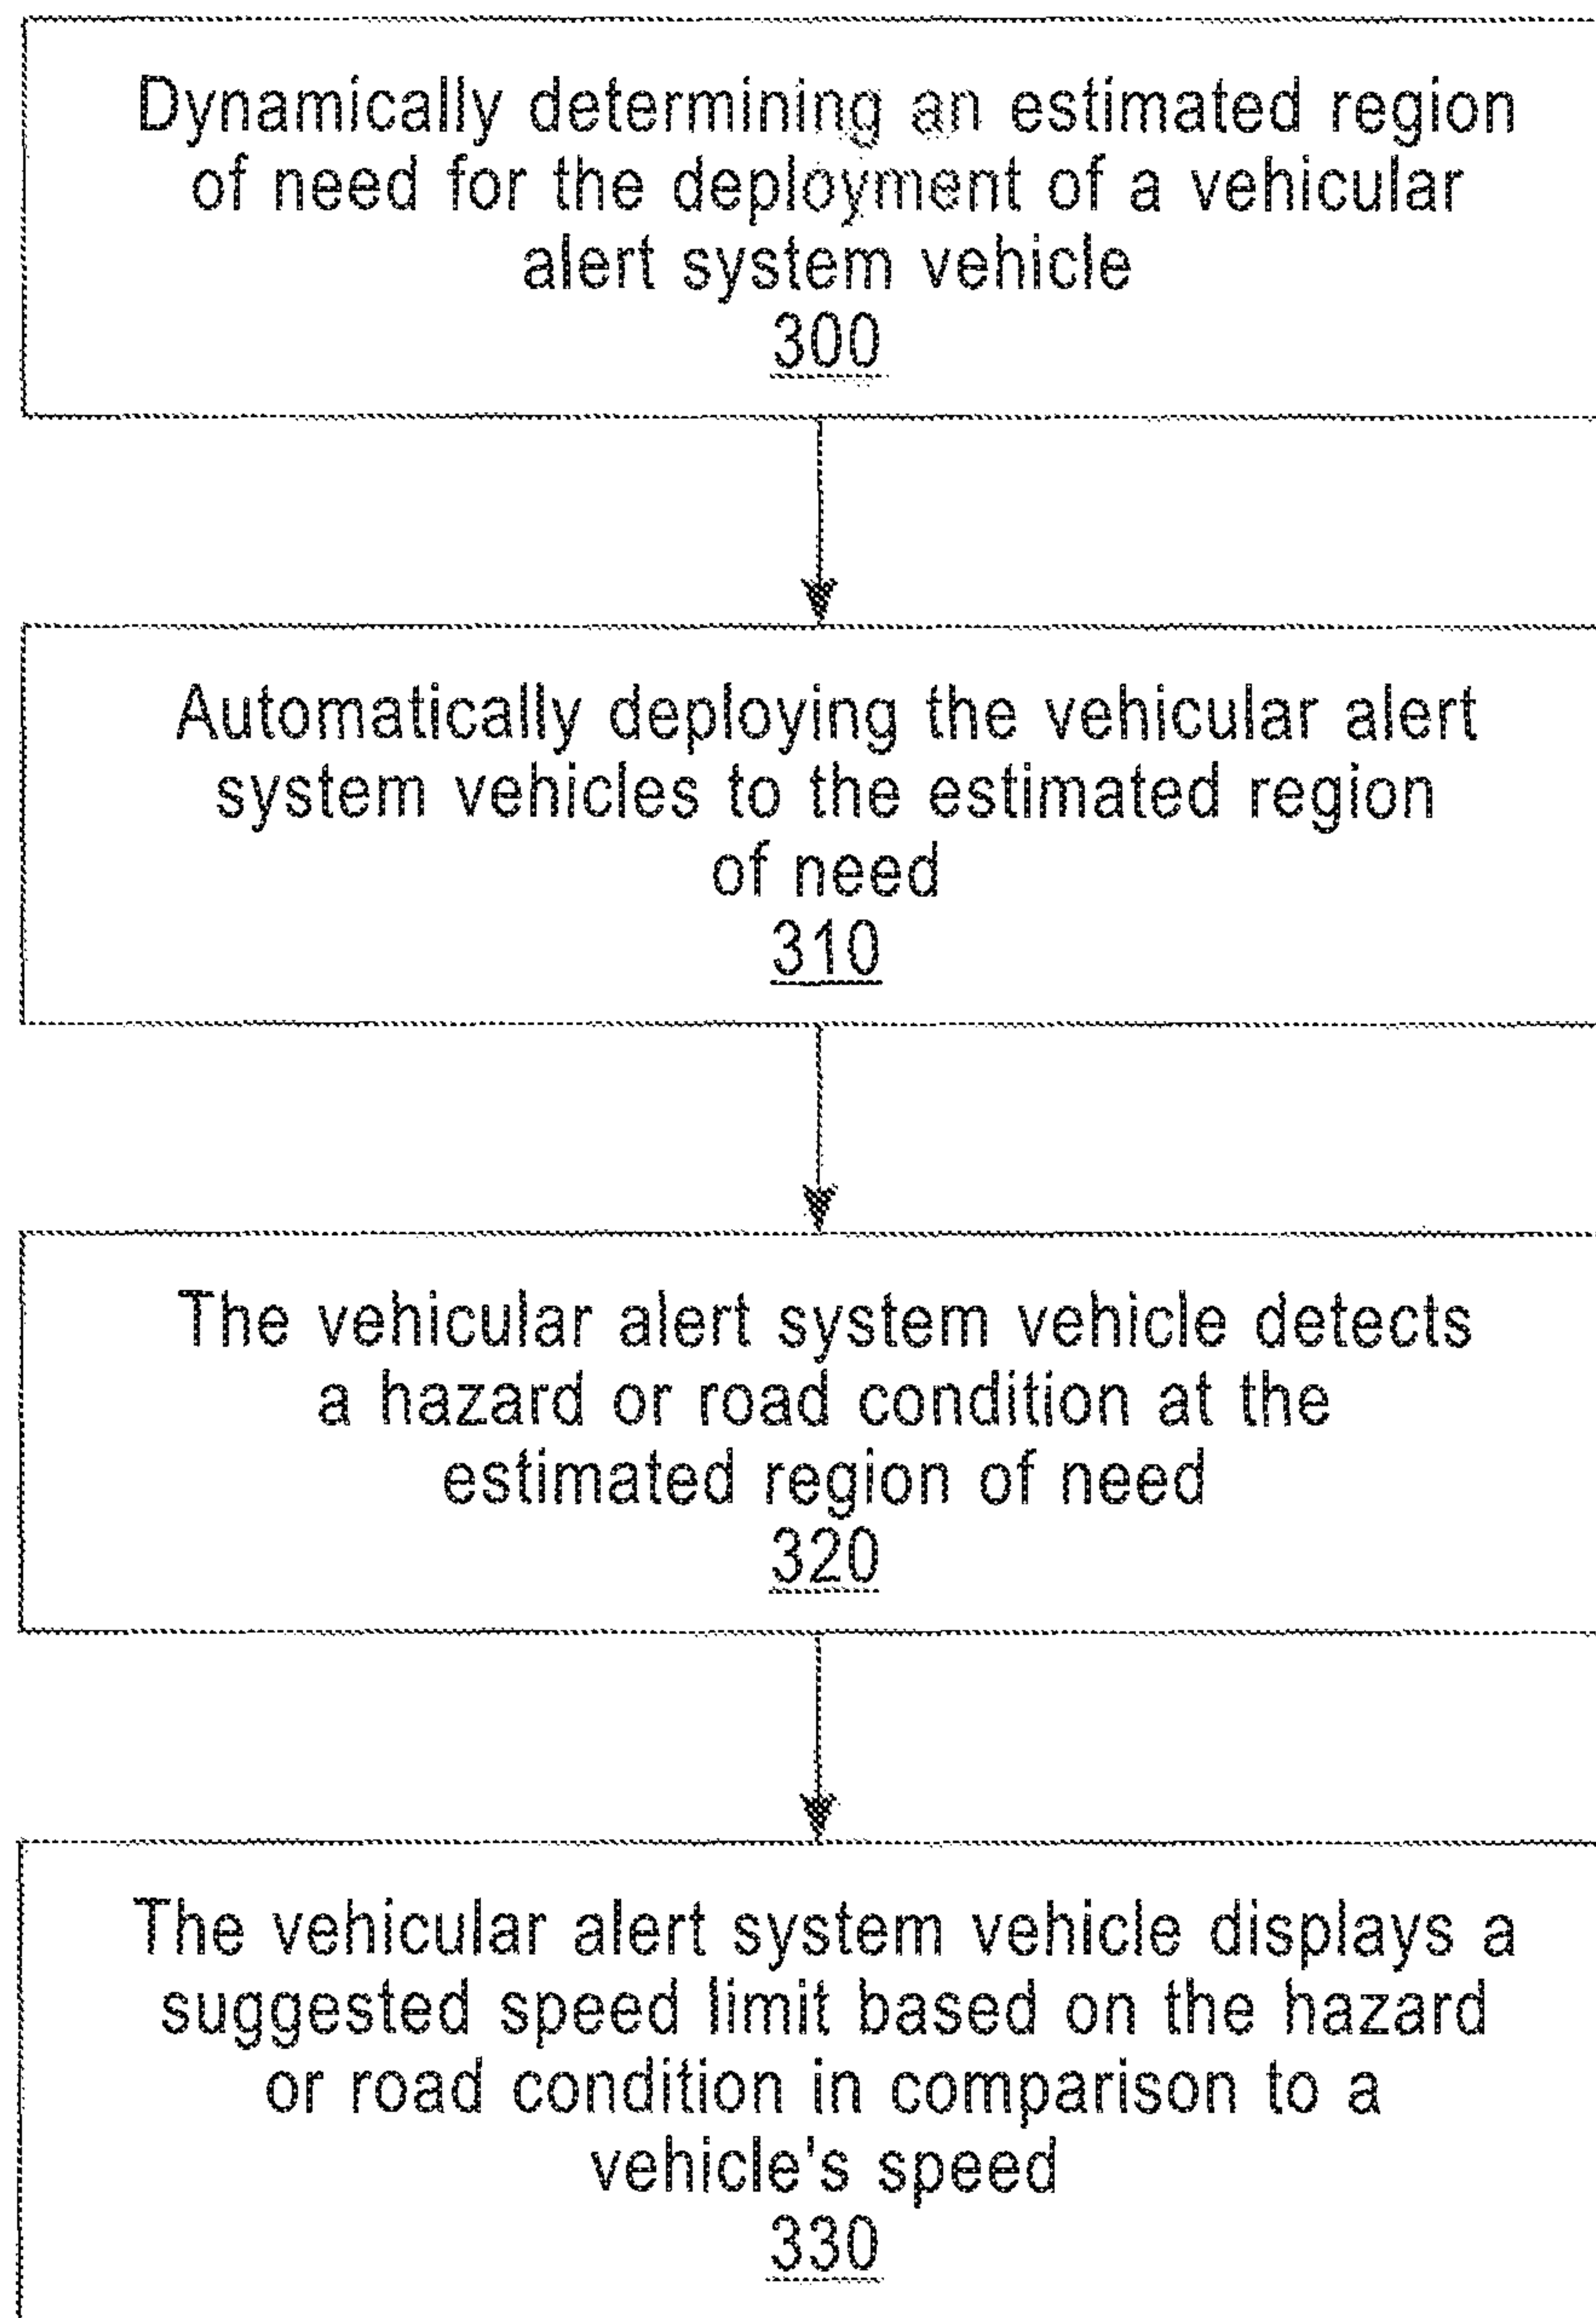 Dynamically determining an estimated region
of need for the deployment of a vehicular
alert system vehicle
300
Automatically deploying the vehicular alert
system vehicles to the estimated region
of need
310
The vehicular alert system vehicle detects
a hazard or road condition at the
estimated region of need
320
The vehicular alert system vehicle displays a
suggested speed limit based on the hazard
or road condition in comparison to a
vehicle's speed
330